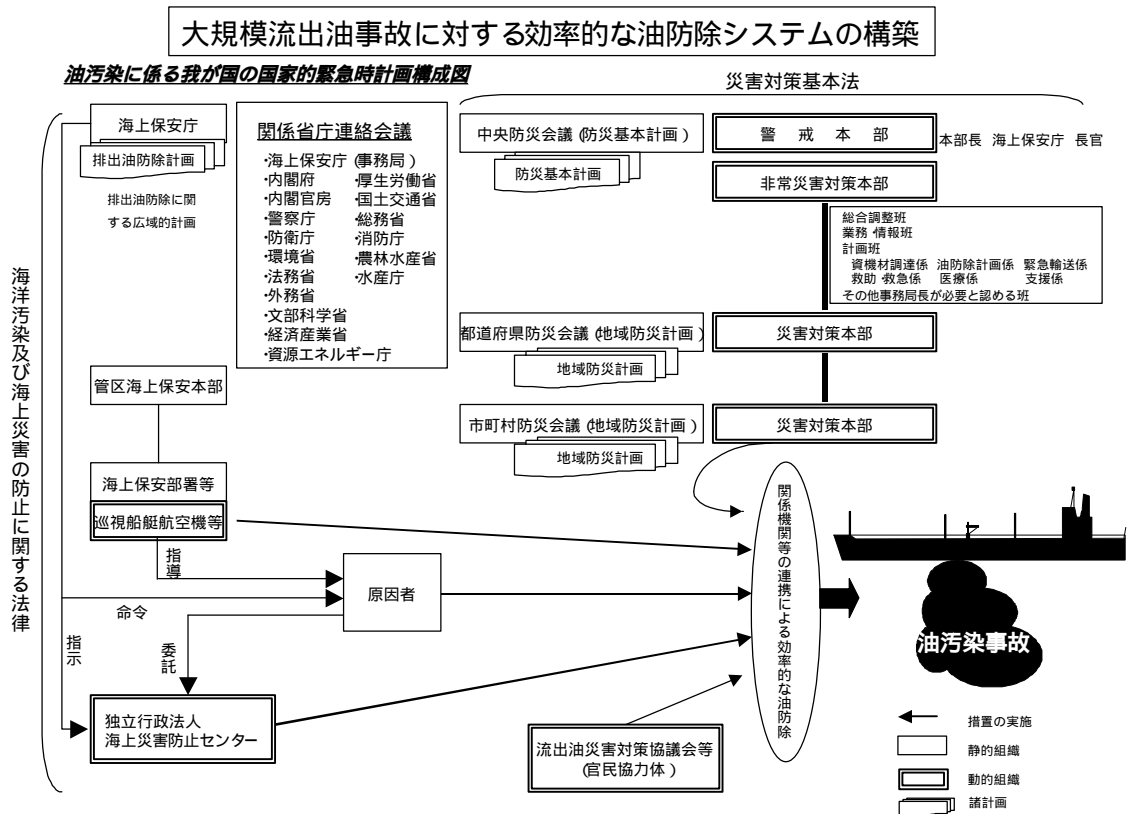 大規模流出油事故に対する効率的な油防除システムの構築
油汚染に係る我が国の国家的緊急時計画構成図
災害対策基本法
海洋汚染及び海上災害の防止に関する法律
海上保安庁
排出油防除計画
排出油防除に関
する広域的計画
関係省庁連絡会議
・海上保安庁(事務局)
・内閣府
・内閣官房
・警察庁
・防衛庁
・環境省
・法務省
・外務省
・文部科学省
・経済産業省
・資源エネルギー庁
・厚生労働省
・国土交通省
・総務省
・消防庁
・農林水産省
・水産庁
中央防災会議(防災基本計画)
防災基本計画
警戒本部
本部長 海上保安庁 長官
非常災害対策本部
総合調整班
業務・情報班
計画班
資機材調達係 油防除計画係 緊急輸送係
救助・救急係 医療係 支援係
その他事務局長が必要と認める班
都道府県防災会議(地域防災計画)
地域防災計画
災害対策本部
管区海上保安本部
市町村防災会議(地域防災計画)
地域防災計画
災害対策本部
海上保安部署等
巡視船艇航空機等
指導
原因者
命令
指示
委託
独立行政法人
海上災害防止センター
流出油災害対策協議会等
(官民協力体)
関係機関等の連携による効率的な油防除
油汚染事故
措置の実施
静的組織
動的組織
諸計画